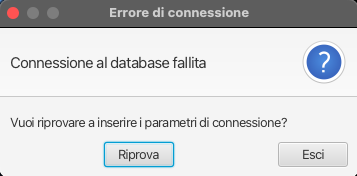 Errore di connessione
Connessione al database fallita
?
Vuoi riprovare a inserire i parametri di connessione?
Riprova
Esci